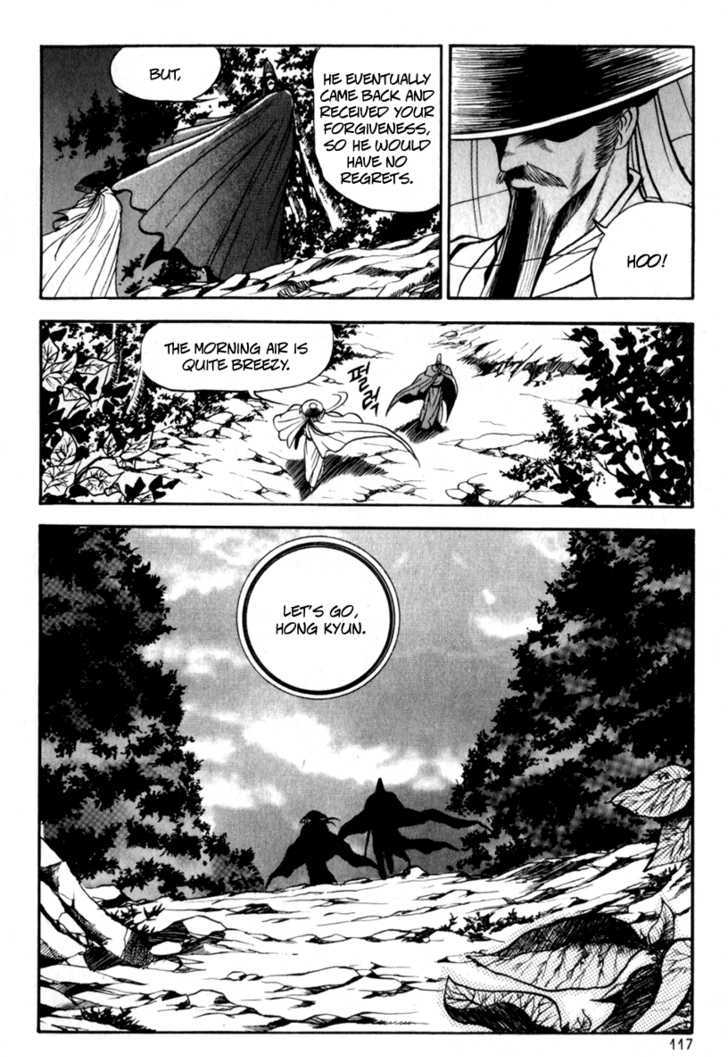 BUT,
HE EVENTUALLY
CAME BACK AND
RECEIVED YOUR
FORGIVENESS,
SO HE WOULD
HAVE NO
REGRETS.
HOO!
THE MORNING AIR IS
QUITE BREEZY.
펄럭
LET'S GO,
HONG KYUN.
117